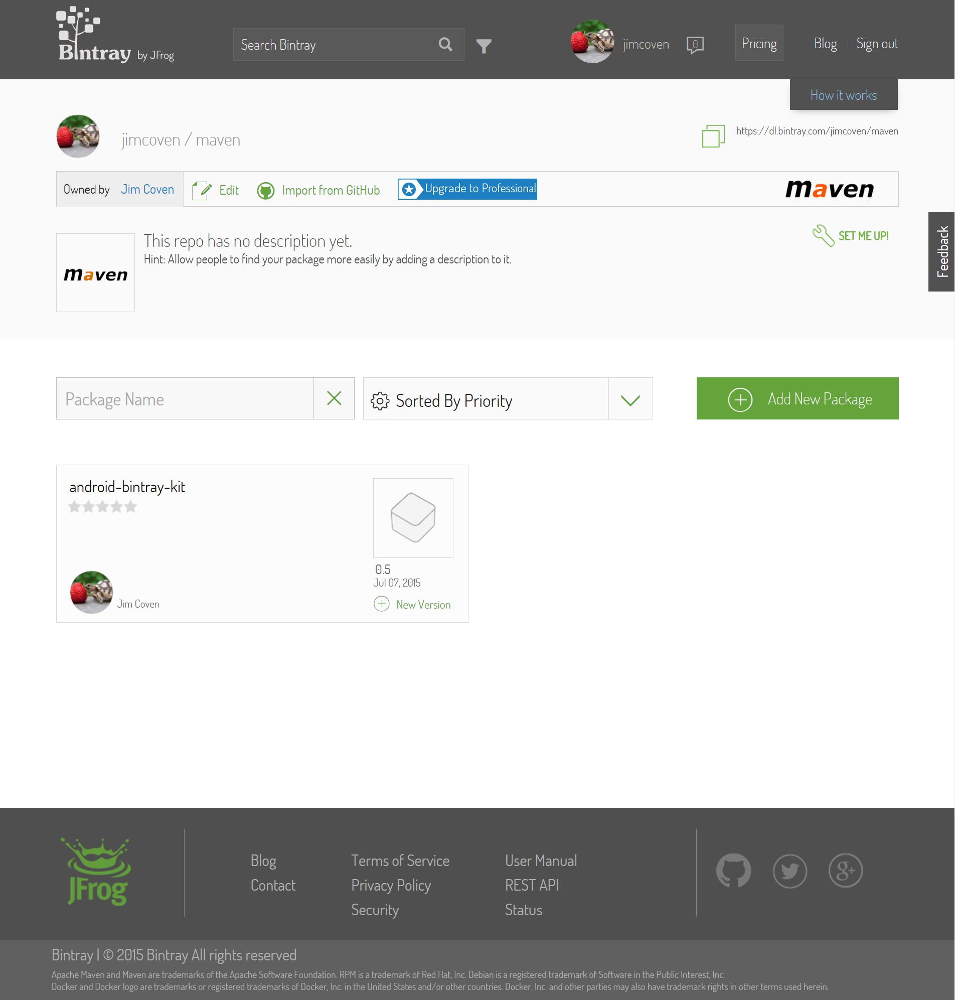 Bintray by JFrog
Search Bintray
jimcoven
0
Pricing
Blog
Sign out
How it works
jimcoven / maven
https://dl.bintray.com/jimcoven/maven
Owned by Jim Coven
Edit
Import from GitHub
Upgrade to Professional
maven
maven
This repo has no description yet.
Hint: Allow people to find your package more easily by adding a description to it.
SET ME UP!
Feedback
Package Name
Sorted By Priority
Add New Package
android-bintray-kit
0.5
Jul 07, 2015
Jim Coven
New Version
JFrog
Blog
Contact
Terms of Service
Privacy Policy
Security
User Manual
REST API
Status
g+
Bintray | © 2015 Bintray All rights reserved
Apache Maven and Maven are trademarks of the Apache Software Foundation. RPM is a trademark of Red Hat, Inc. Debian is a registered trademark of Software in the Public Interest, Inc.
Docker and Docker logo are trademarks or registered trademarks of Docker, Inc. in the United States and/or other countries. Docker, Inc. and other parties may also have trademark rights in other terms used herein.